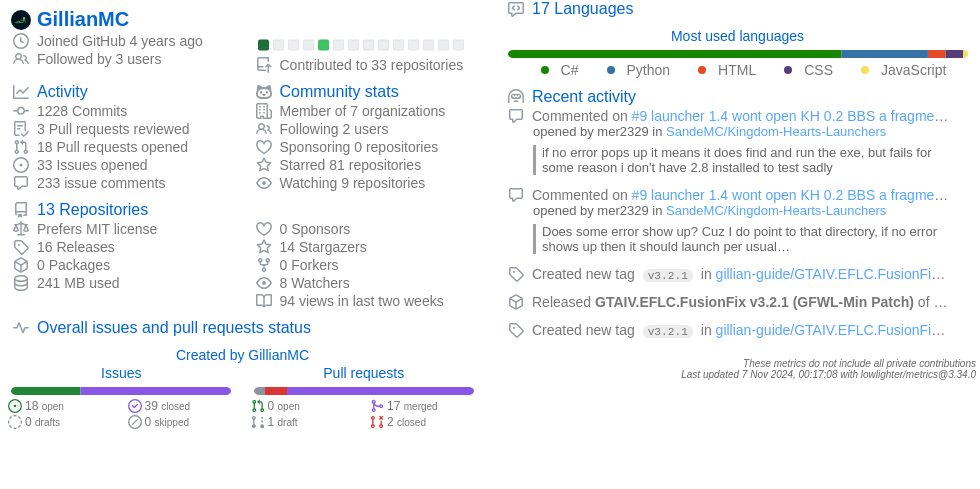 GillianMC
Joined GitHub 4 years ago
Followed by 3 users
Contributed to 33 repositories
Activity
1228 Commits
3 Pull requests reviewed
18 Pull requests opened
33 Issues opened
233 issue comments
Community stats
Member of 7 organizations
Following 2 users
Sponsoring 0 repositories
Starred 81 repositories
Watching 9 repositories
13 Repositories
Prefers MIT license
16 Releases
0 Packages
241 MB used
0 Sponsors
14 Stargazers
0 Forkers
8 Watchers
94 views in last two weeks
Overall issues and pull requests status
Created by GillianMC
Issues
18 open
39 closed
0 drafts
0 skipped
Pull requests
0 open
17 merged
1 draft
2 closed
17 Languages
Most used languages
C# Python HTML CSS JavaScript
Recent activity
Commented on #9 launcher 1.4 wont open KH 0.2 BBS a fragme…
opened by mer2329 in SandeMC/Kingdom-Hearts-Launchers
if no error pops up it means it does find and run the exe, but fails for
some reason i don't have 2.8 installed to test sadly
Commented on #9 launcher 1.4 wont open KH 0.2 BBS a fragme…
opened by mer2329 in SandeMC/Kingdom-Hearts-Launchers
Does some error show up? Cuz I do point to that directory, if no error
shows up then it should launch per usual…
Created new tag v3.2.1 in gillian-guide/GTAIV.EFLC.FusionFi…
Released GTAIV.EFLC.FusionFix v3.2.1 (GFWL-Min Patch) of …
Created new tag v3.2.1 in gillian-guide/GTAIV.EFLC.FusionFi…
These metrics do not include all private contributions
Last updated 7 Nov 2024, 00:17:08 with lowlighter/metrics@3.34.0